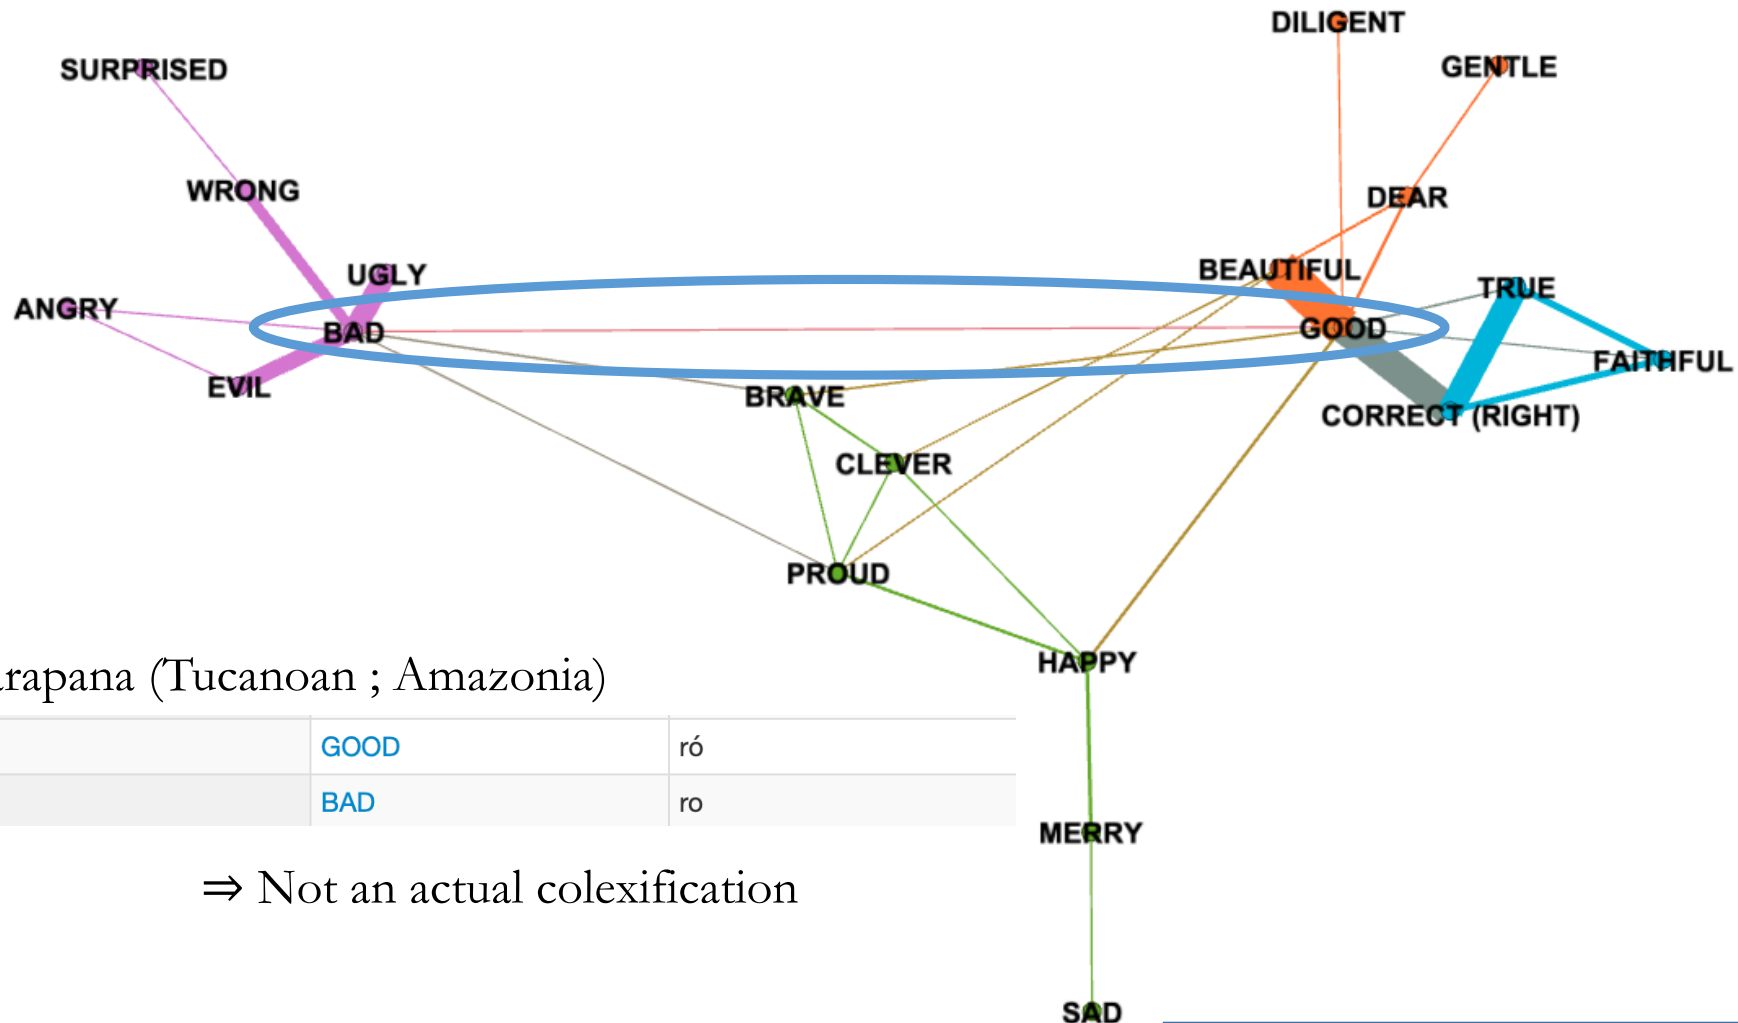 DILIGENT
SURPRISED
GENTLE
WRONG
DEAR
UGLY
BEAUTIFUL
TRUE
ANGRY
BAD
GOOD
FAITHFUL
EVIL
BRAVE
CORRECT (RIGHT)
CLEVER
PROUD
HAPPY
arapana (Tucanoan ; Amazonia)
GOOD ró
BAD ro
MERRY
⇒ Not an actual colexification
SAD